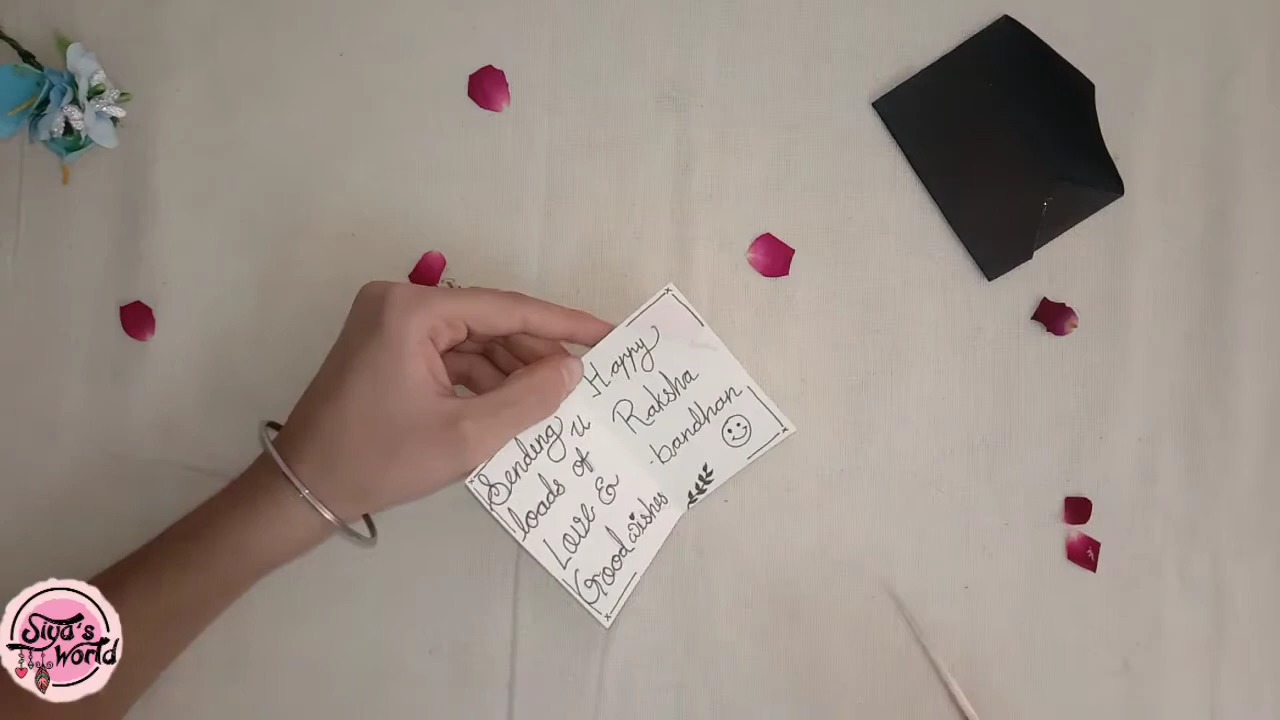 Sending u
loads of
Love &
Good wishes
Happy
Raksha
-bandhan
Siya's
World